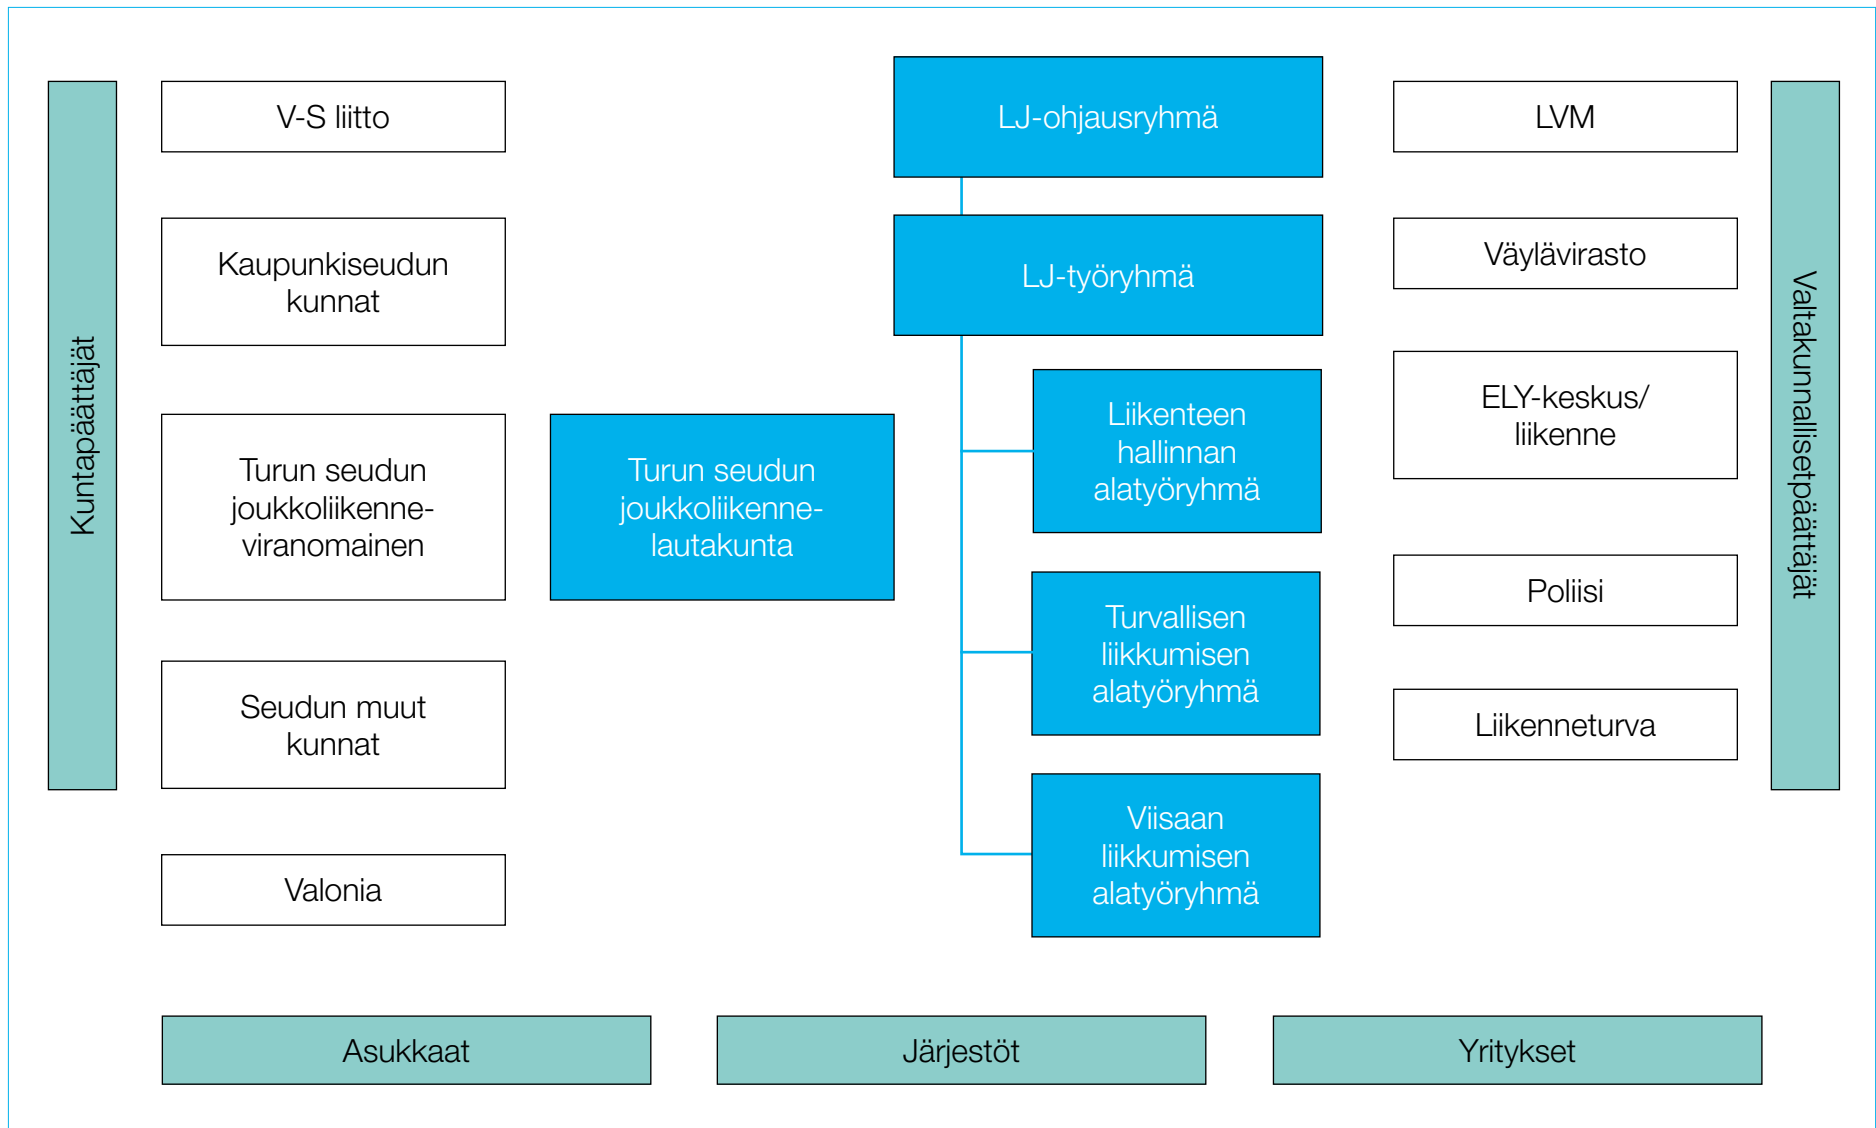 Kuntapäättäjät
V-S liitto
Kaupunkiseudun
kunnat
Turun seudun
joukkoliikenne-
viranomainen
Seudun muut
kunnat
Valonia
Turun seudun
joukkoliikenne-
lautakunta
LJ-ohjausryhmä
LJ-työryhmä
Liikenteen
hallinnan
alatyöryhmä
Turvallisen
liikkumisen
alatyöryhmä
Viisaan
liikkumisen
alatyöryhmä
LVM
Väylävirasto
ELY-keskus/
liikenne
Poliisi
Liikenneturva
Valtakunnallisetpäättäjät
Asukkaat
Järjestöt
Yritykset